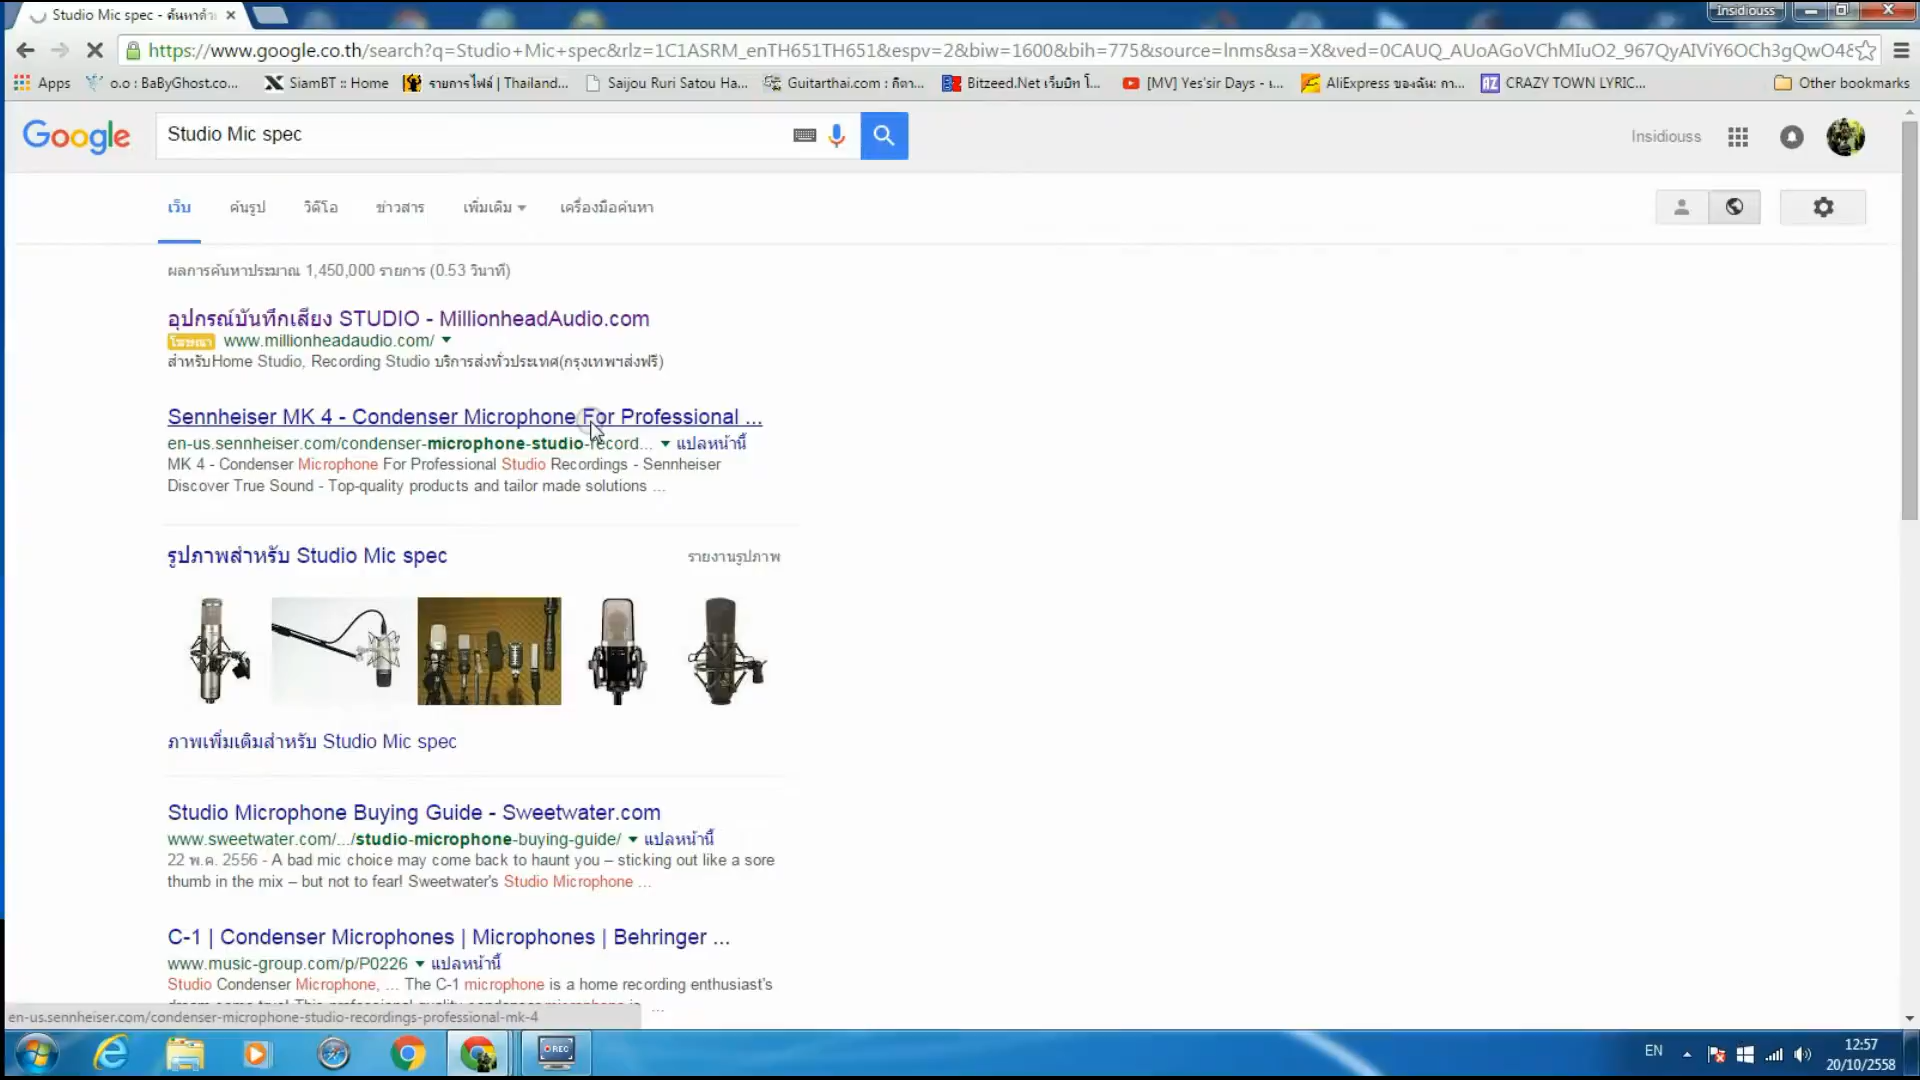 Studio Mic spec - ค้นหาด้วย
Insidiouss
https://www.google.co.th/search?q=Studio+Mic+spec&rlz=1C1ASRM_enTH651TH651&espv=2&biw=1600&bih=775&source=lnms&sa=X&ved=0CAUQ_AUoAGoVChMIuO2_967QyAIViY6OCh3gQwO48
Apps o.o : BaByGhost.co... SiamBT :: Home รายการไฟล์ | Thailand... Saijou Ruri Satou Ha... Guitarthai.com : กีตา... Bitzeed.Net เว็บบิท โ... [MV] Yes'sir Days - เ... AliExpress ของฉัน: กา... CRAZY TOWN LYRIC... Other bookmarks
Google Studio Mic spec Insidiouss
เว็บ ค้นรูป วิดีโอ ข่าวสาร เพิ่มเติม เครื่องมือค้นหา
ผลการค้นหาประมาณ 1,450,000 รายการ (0.53 วินาที)
อุปกรณ์บันทึกเสียง STUDIO - MillionheadAudio.com
โฆษณา www.millionheadaudio.com/
สำหรับHome Studio, Recording Studio บริการส่งทั่วประเทศ(กรุงเทพฯส่งฟรี)
Sennheiser MK 4 - Condenser Microphone For Professional ...
en-us.sennheiser.com/condenser-microphone-studio-record... แปลหน้านี้
MK 4 - Condenser Microphone For Professional Studio Recordings - Sennheiser
Discover True Sound - Top-quality products and tailor made solutions ...
รูปภาพสำหรับ Studio Mic spec รายงานรูปภาพ
ภาพเพิ่มเติมสำหรับ Studio Mic spec
Studio Microphone Buying Guide - Sweetwater.com
www.sweetwater.com/.../studio-microphone-buying-guide/ แปลหน้านี้
22 พ.ค. 2556 - A bad mic choice may come back to haunt you – sticking out like a sore
thumb in the mix – but not to fear! Sweetwater's Studio Microphone ...
C-1 | Condenser Microphones | Microphones | Behringer ...
www.music-group.com/p/P0226 แปลหน้านี้
Studio Condenser Microphone, ... The C-1 microphone is a home recording enthusiast's
dream come true! This professional quality condenser microphone is ...
en-us.sennheiser.com/condenser-microphone-studio-recordings-professional-mk-4
REC
EN
12:57
20/10/2558